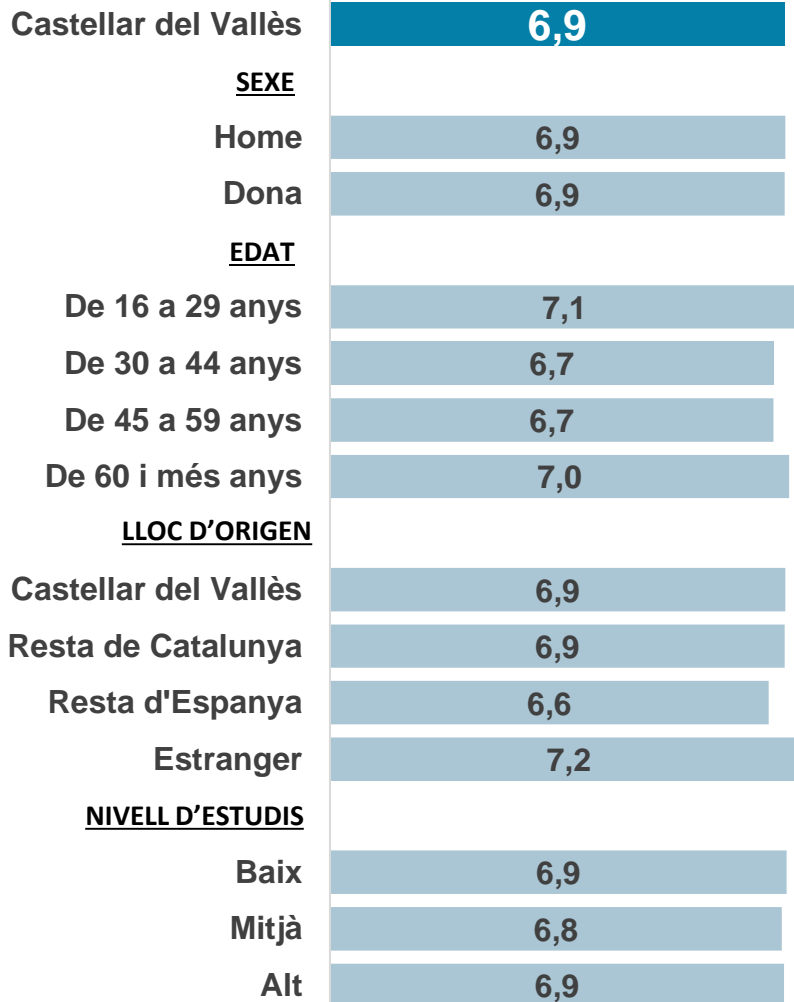 Castellar del Vallès 6,9
SEXE
Home 6,9
Dona 6,9
EDAT
De 16 a 29 anys 7,1
De 30 a 44 anys 6,7
De 45 a 59 anys 6,7
De 60 i més anys 7,0
LLOC D’ORIGEN
Castellar del Vallès 6,9
Resta de Catalunya 6,9
Resta d'Espanya 6,6
Estranger 7,2
NIVELL D’ESTUDIS
Baix 6,9
Mitjà 6,8
Alt 6,9